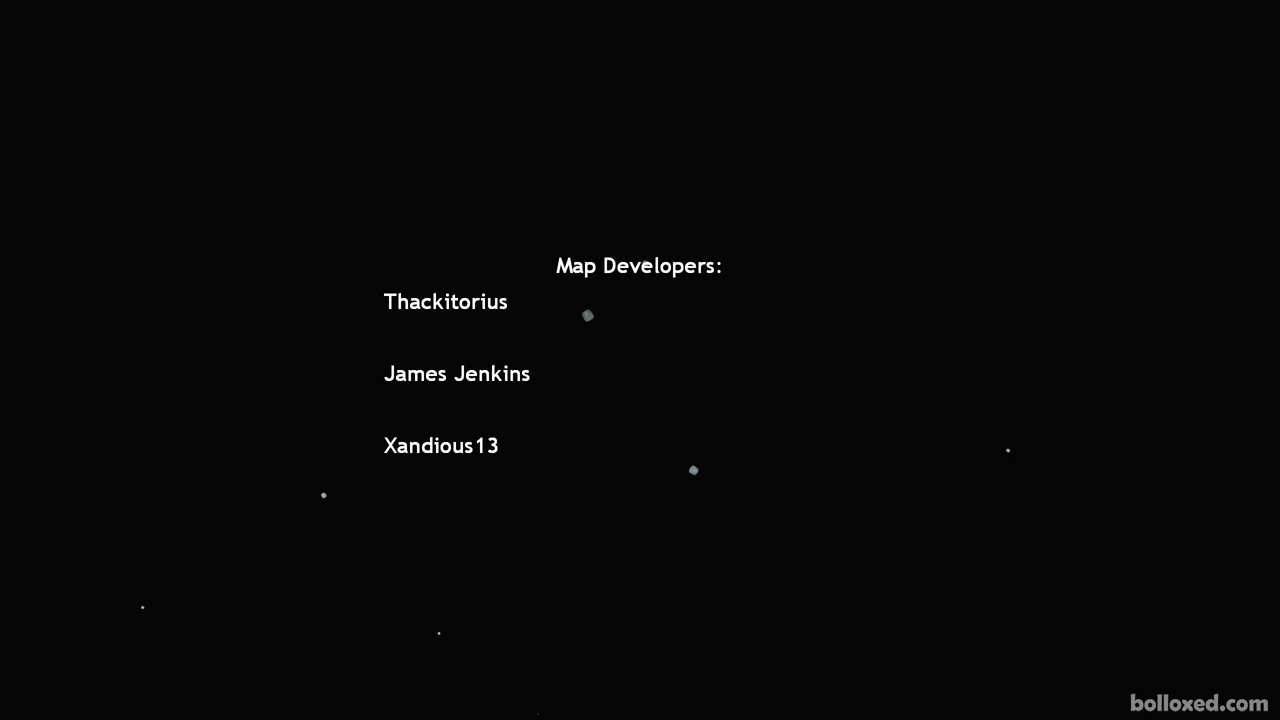 Map Developers:
Thackitorius
James Jenkins
Xandious13
bolloxed.com